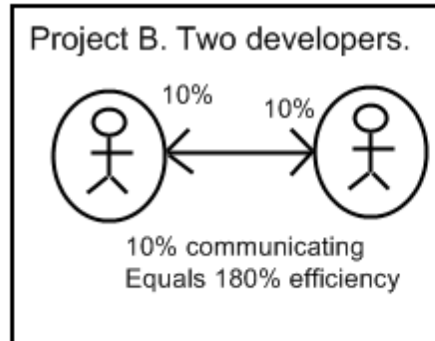 Project B. Two developers.
10%
10%
10% communicating
Equals 180% efficiency